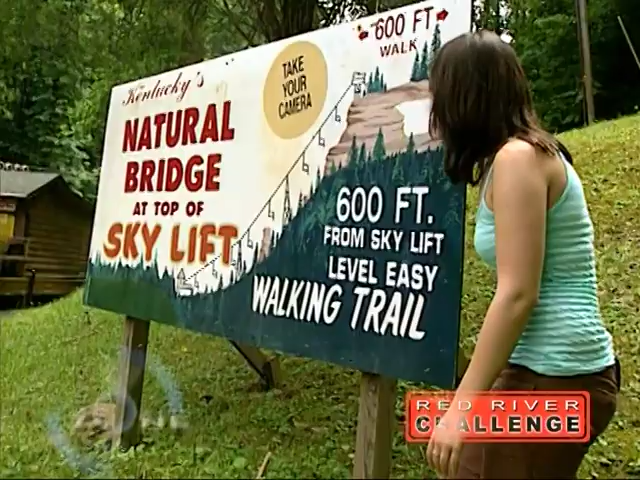 Kentucky's
NATURAL
BRIDGE
AT TOP OF
SKY LIFT
TAKE
YOUR
CAMERA
600 FT
WALK
600 FT.
FROM SKY LIFT
LEVEL EASY
WALKING TRAIL
RED RIVER
CHALLENGE